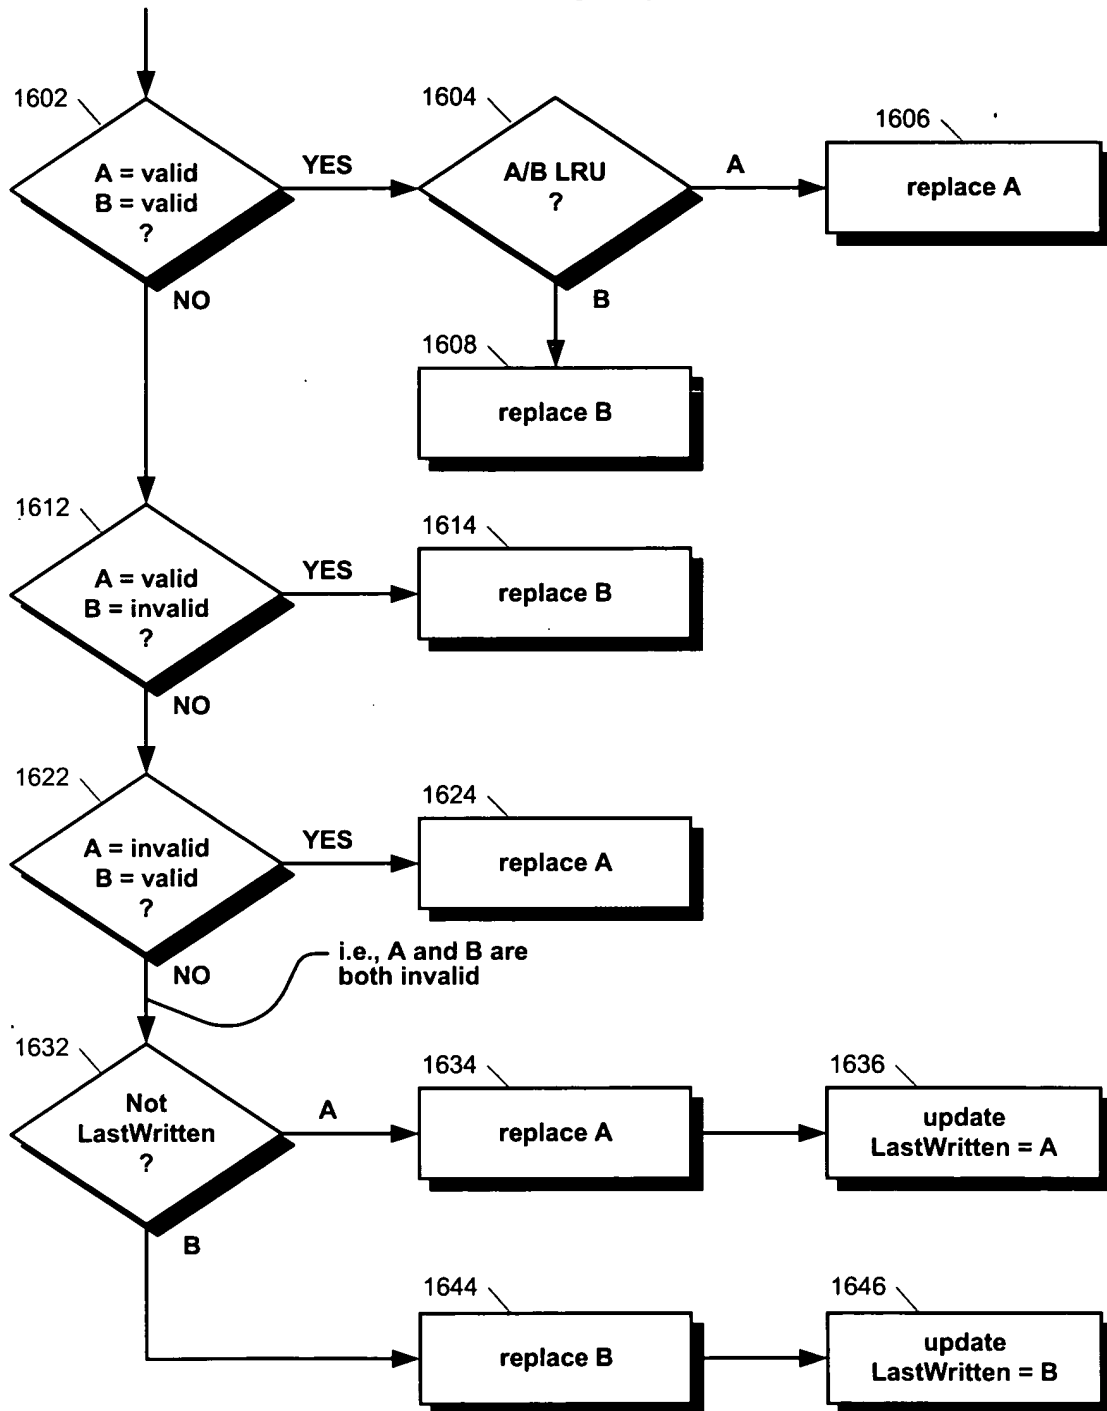 1602
A = valid
B = valid
?
YES
NO
1604
A/B LRU
?
A
B
1606
replace A
1608
replace B
1612
A = valid
B = invalid
?
YES
NO
1614
replace B
1622
A = invalid
B = valid
?
YES
NO
1624
replace A
i.e., A and B are
both invalid
1632
Not
LastWritten
?
A
B
1634
replace A
1636
update
LastWritten = A
1644
replace B
1646
update
LastWritten = B